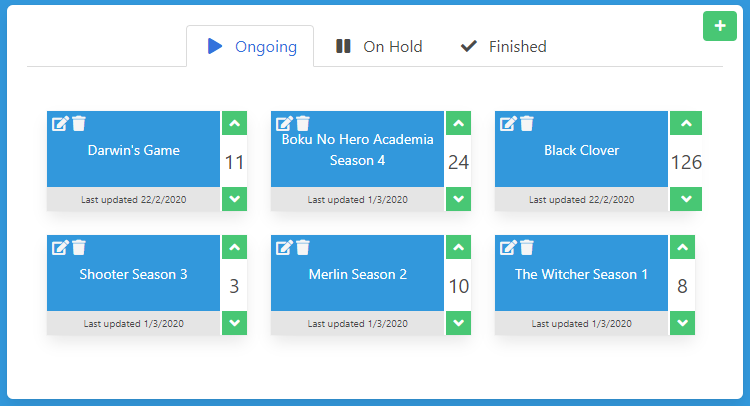 Ongoing
On Hold
Finished
Darwin's Game
11
Last updated 22/2/2020
Boku No Hero Academia
Season 4
24
Last updated 1/3/2020
Black Clover
126
Last updated 22/2/2020
Shooter Season 3
3
Last updated 1/3/2020
Merlin Season 2
10
Last updated 1/3/2020
The Witcher Season 1
8
Last updated 1/3/2020